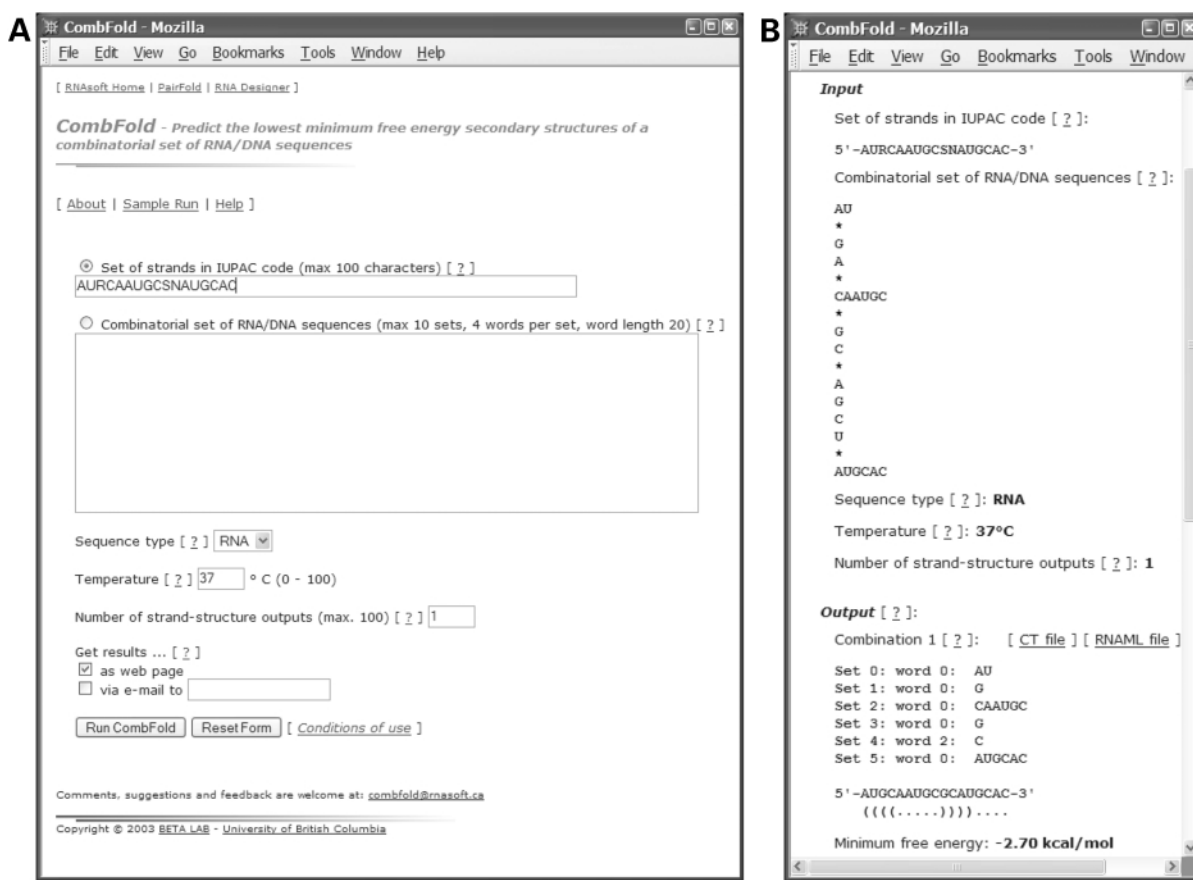 A
CombFold - Mozilla
File Edit View Go Bookmarks Tools Window Help
[ RNAsoft Home | PairFold | RNA Designer ]
CombFold - Predict the lowest minimum free energy secondary structures of a
combinatorial set of RNA/DNA sequences
[ About | Sample Run | Help ]
Set of strands in IUPAC code (max 100 characters) [ ? ]
AURCAAUGCSNAUGCAC
Combinatorial set of RNA/DNA sequences (max 10 sets, 4 words per set, word length 20) [ ? ]
Sequence type [ ? ] RNA
Temperature [ ? ] 37 ° C (0 - 100)
Number of strand-structure outputs (max. 100) [ ? ] 1
Get results ... [ ? ]
as web page
via e-mail to
Run CombFold Reset Form [ Conditions of use ]
Comments, suggestions and feedback are welcome at: combfold@rnasoft.ca
Copyright © 2003 BETA LAB - University of British Columbia
B
CombFold - Mozilla
File Edit View Go Bookmarks Tools Window
Input
Set of strands in IUPAC code [ ? ]:
5'-AURCAAUGCSNAUGCAC-3'
Combinatorial set of RNA/DNA sequences [ ? ]:
AU
*
G
A
*
CAAUGC
*
G
C
*
A
G
C
U
*
AUGCAC
Sequence type [ ? ]: RNA
Temperature [ ? ]: 37°C
Number of strand-structure outputs [ ? ]: 1
Output [ ? ]:
Combination 1 [ ? ]: [ CT file ] [ RNAML file ]
Set 0: word 0: AU
Set 1: word 0: G
Set 2: word 0: CAAUGC
Set 3: word 0: G
Set 4: word 2: C
Set 5: word 0: AUGCAC
5'-AUGCAAUGCGCAUGCAC-3'
((((.....))))....
Minimum free energy: -2.70 kcal/mol